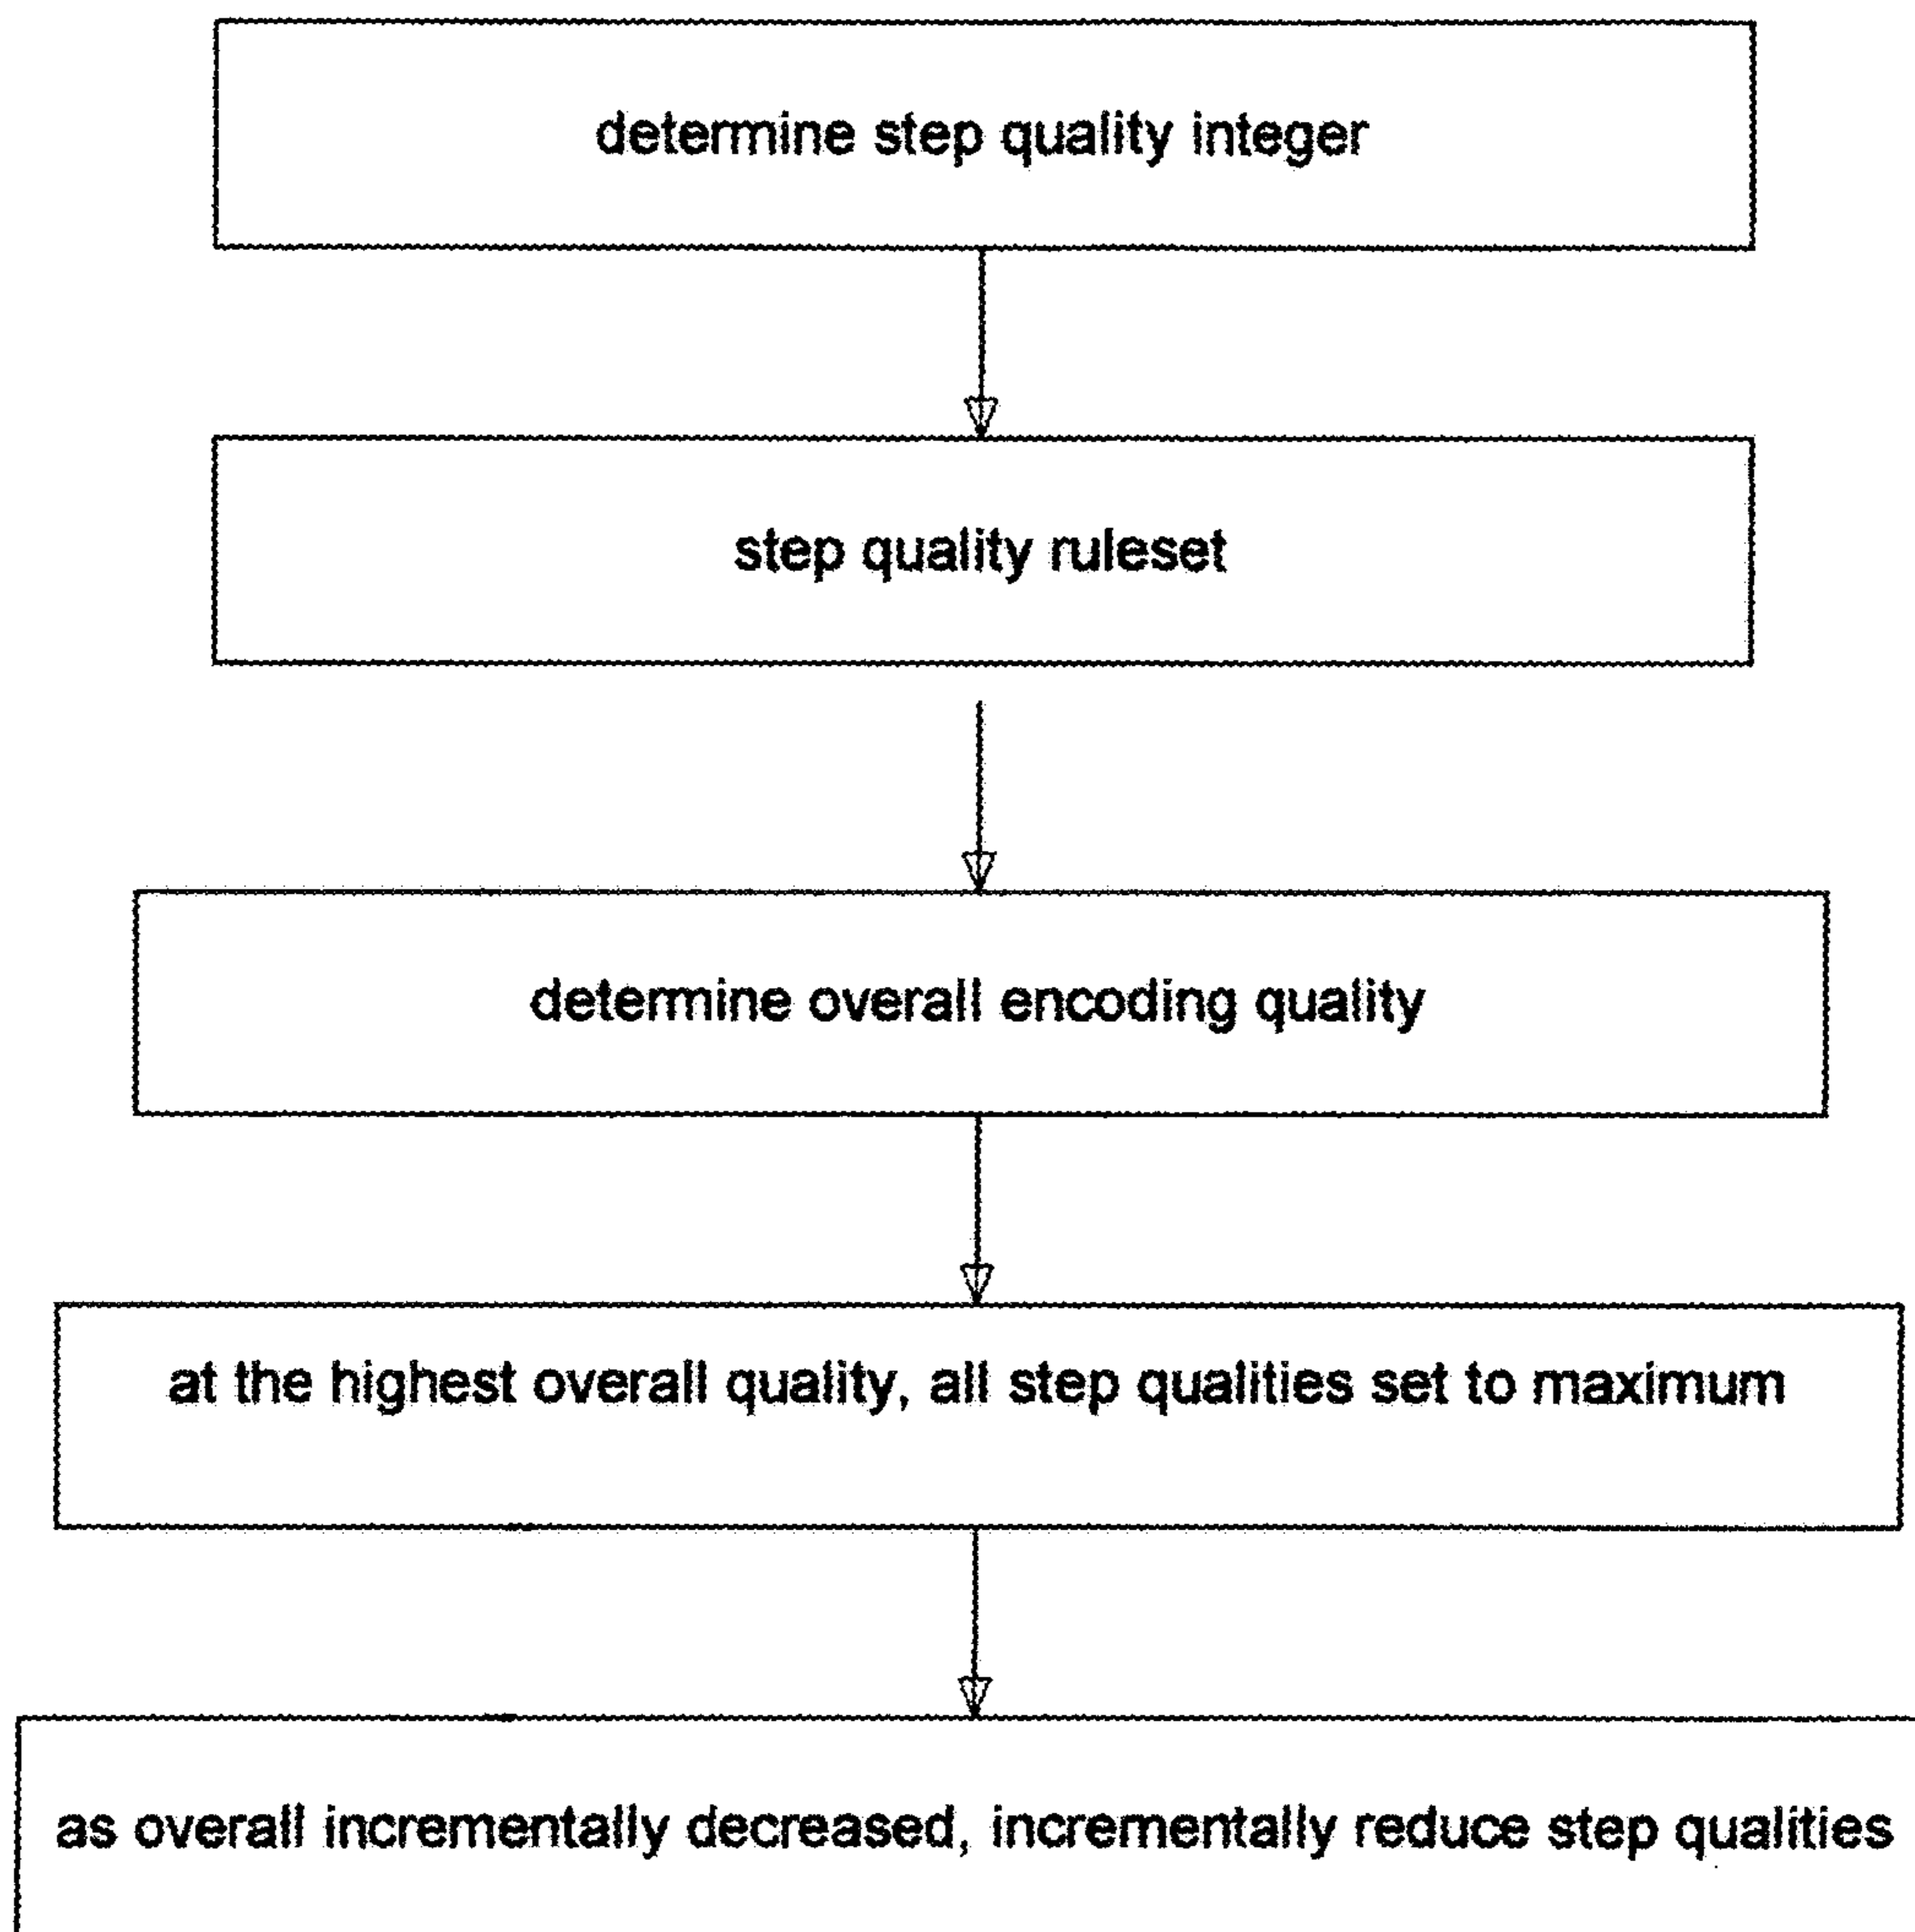 determine step quality integer
step quality ruleset
determine overall encoding quality
at the highest overall quality, all step qualities set to maximum
as overall incrementally decreased, incrementally reduce step qualities